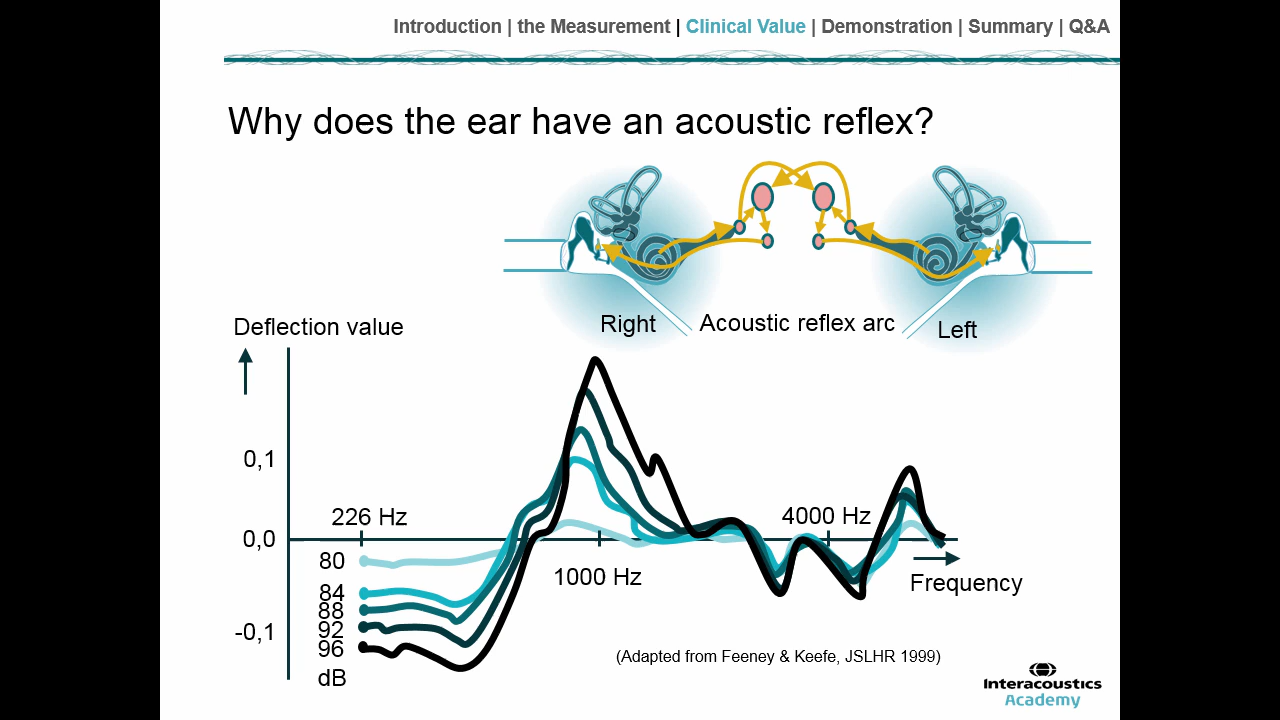 Introduction | the Measurement | Clinical Value | Demonstration | Summary | Q&A
Why does the ear have an acoustic reflex?
Right
Acoustic reflex arc
Left
Deflection value
0,1
226 Hz
4000 Hz
0,0
80
1000 Hz
Frequency
84
88
92
-0,1
96
dB
(Adapted from Feeney & Keefe, JSLHR 1999)
Interacoustics
Academy